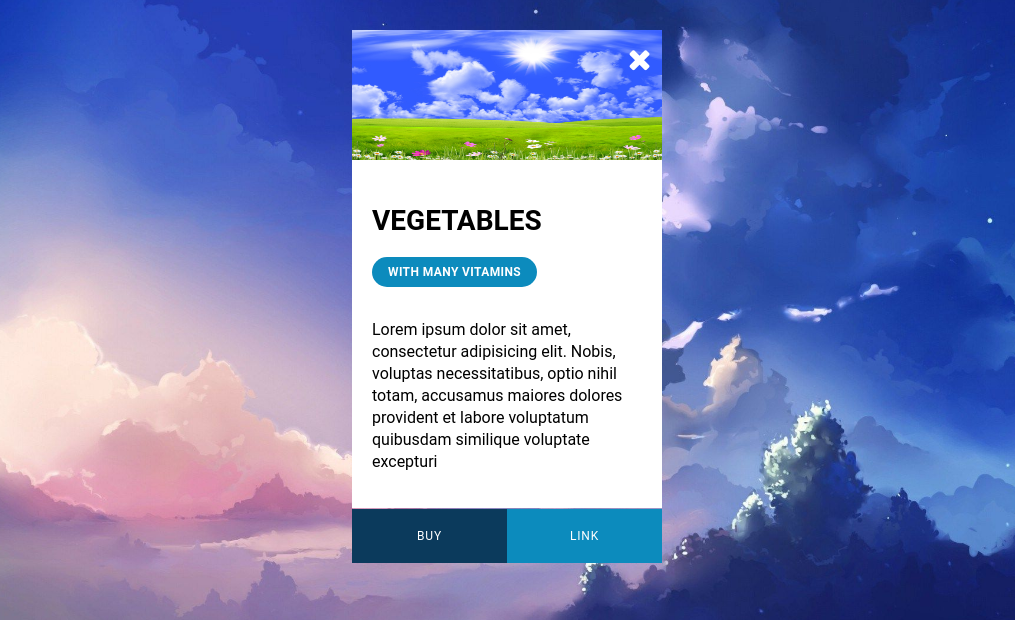 VEGETABLES
WITH MANY VITAMINS
Lorem ipsum dolor sit amet,
consectetur adipisicing elit. Nobis,
voluptas necessitatibus, optio nihil
totam, accusamus maiores dolores
provident et labore voluptatum
quibusdam similique voluptate
excepturi
BUY
LINK